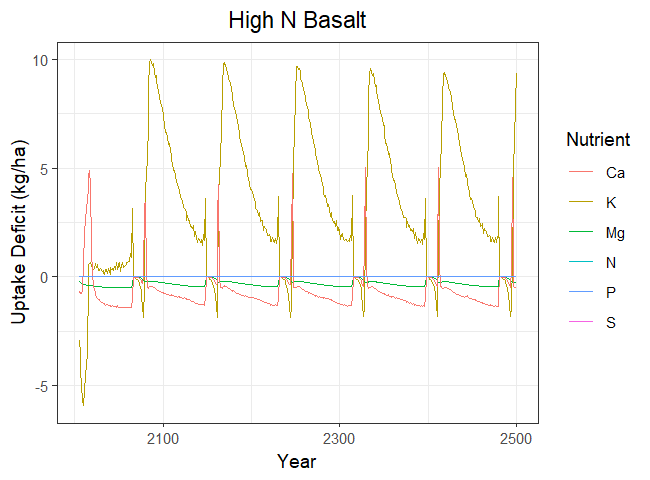 High N Basalt
Uptake Deficit (kg/ha)
10
5
0
-5
2100
2300
2500
Year
Nutrient
Ca
K
Mg
N
P
S